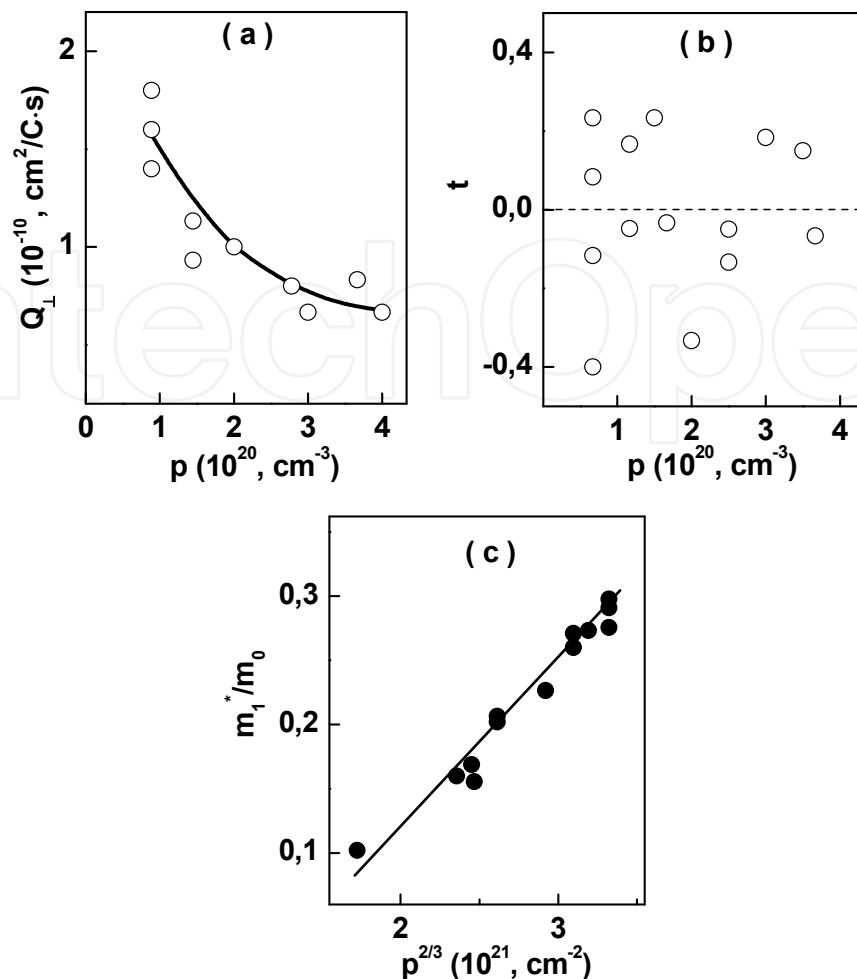 ( a )
2
1
Q⊥ (10⁻¹⁰, cm²/C·s)
0 1 2 3 4
p (10²⁰, cm⁻³)
( b )
0,4
0,0
-0,4
t
1 2 3 4
p (10²⁰, cm⁻³)
( c )
0,3
0,2
0,1
m₁*/m₀
2 3
p²ᐟ³ (10²¹, cm⁻²)
ntechOpe